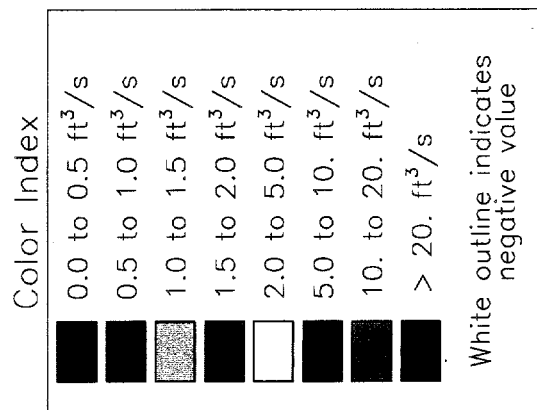 Color Index
0.0 to 0.5 ft³/s
0.5 to 1.0 ft³/s
1.0 to 1.5 ft³/s
1.5 to 2.0 ft³/s
2.0 to 5.0 ft³/s
5.0 to 10. ft³/s
10. to 20. ft³/s
> 20. ft³/s
White outline indicates
negative value